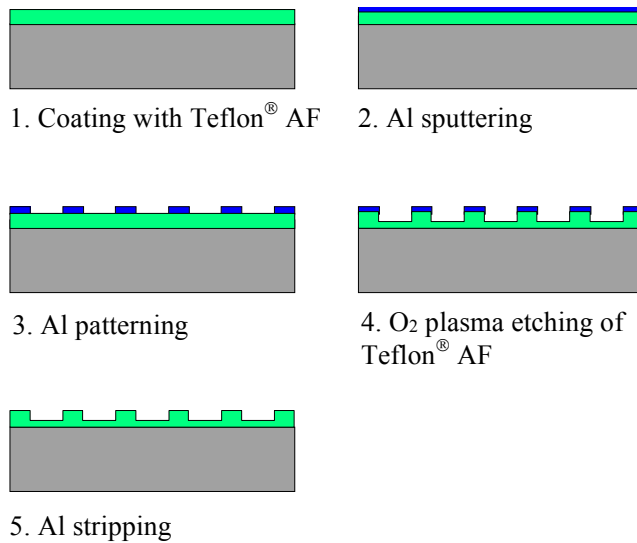 1. Coating with Teflon® AF
2. Al sputtering
3. Al patterning
4. O₂ plasma etching of
Teflon® AF
5. Al stripping